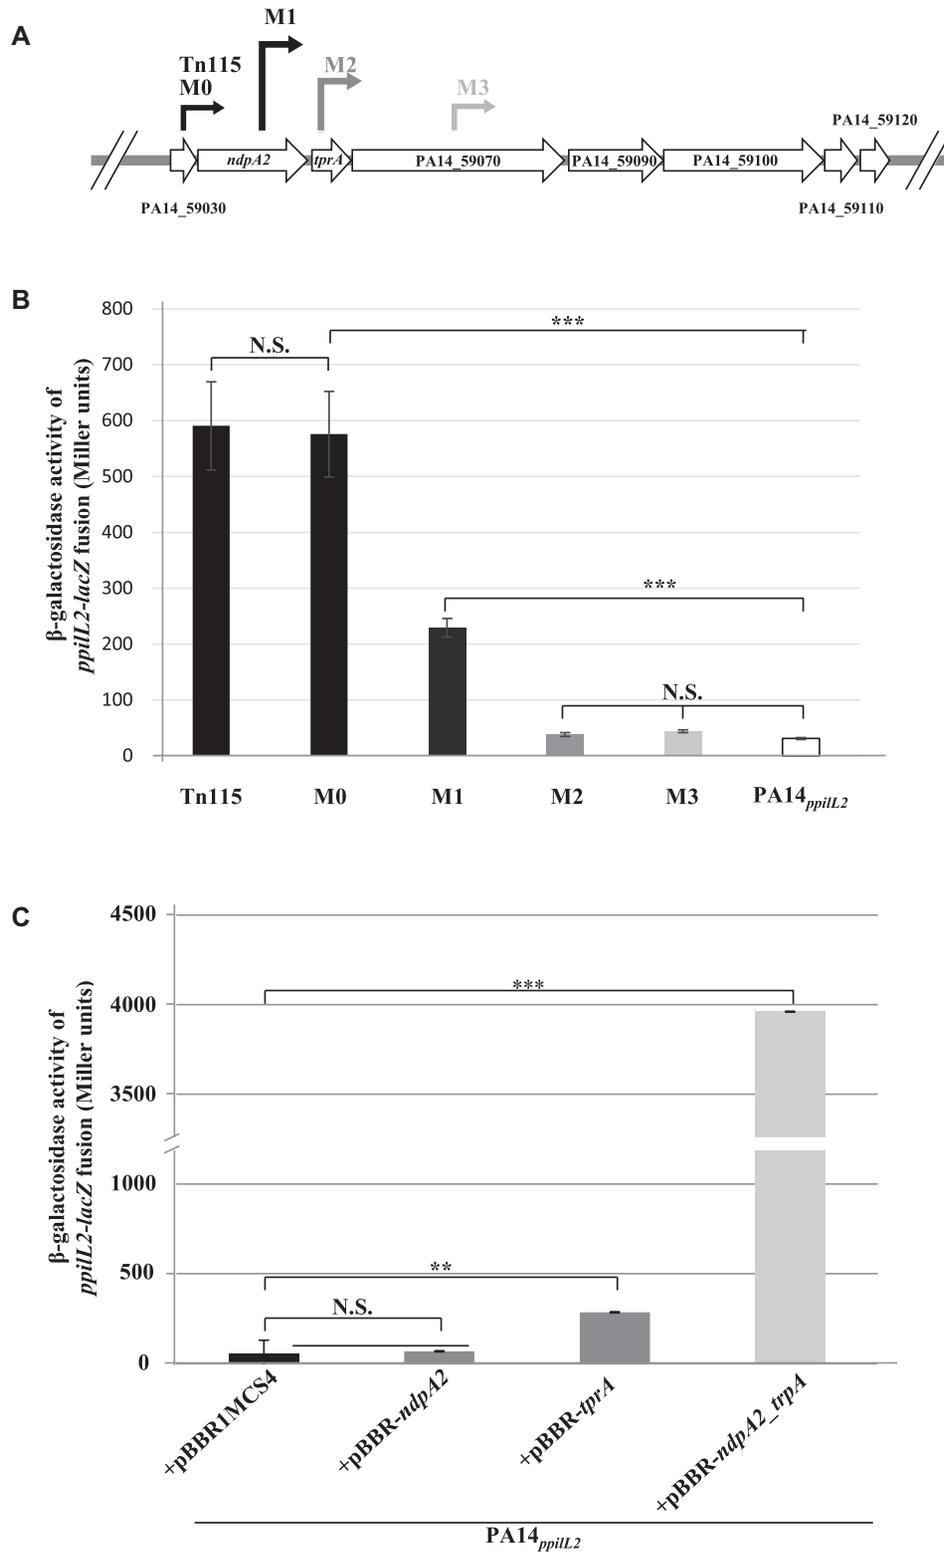 A
M1
Tn115
M0
M2
M3
PA14_59120
ndpA2
tprA
PA14_59070
PA14_59090
PA14_59100
PA14_59030
PA14_59110
B
β-galactosidase activity of
ppilL2-lacZ fusion (Miller units)
800
700
600
500
400
300
200
100
0
N.S.
***
***
N.S.
Tn115 M0 M1 M2 M3 PA14ppilL2
C
β-galactosidase activity of
ppilL2-lacZ fusion (Miller units)
4500
4000
3500
1000
500
0
***
**
N.S.
+pBBR1MCS4
+pBBR-ndpA2
+pBBR-tprA
+pBBR-ndpA2_trpA
PA14ppilL2